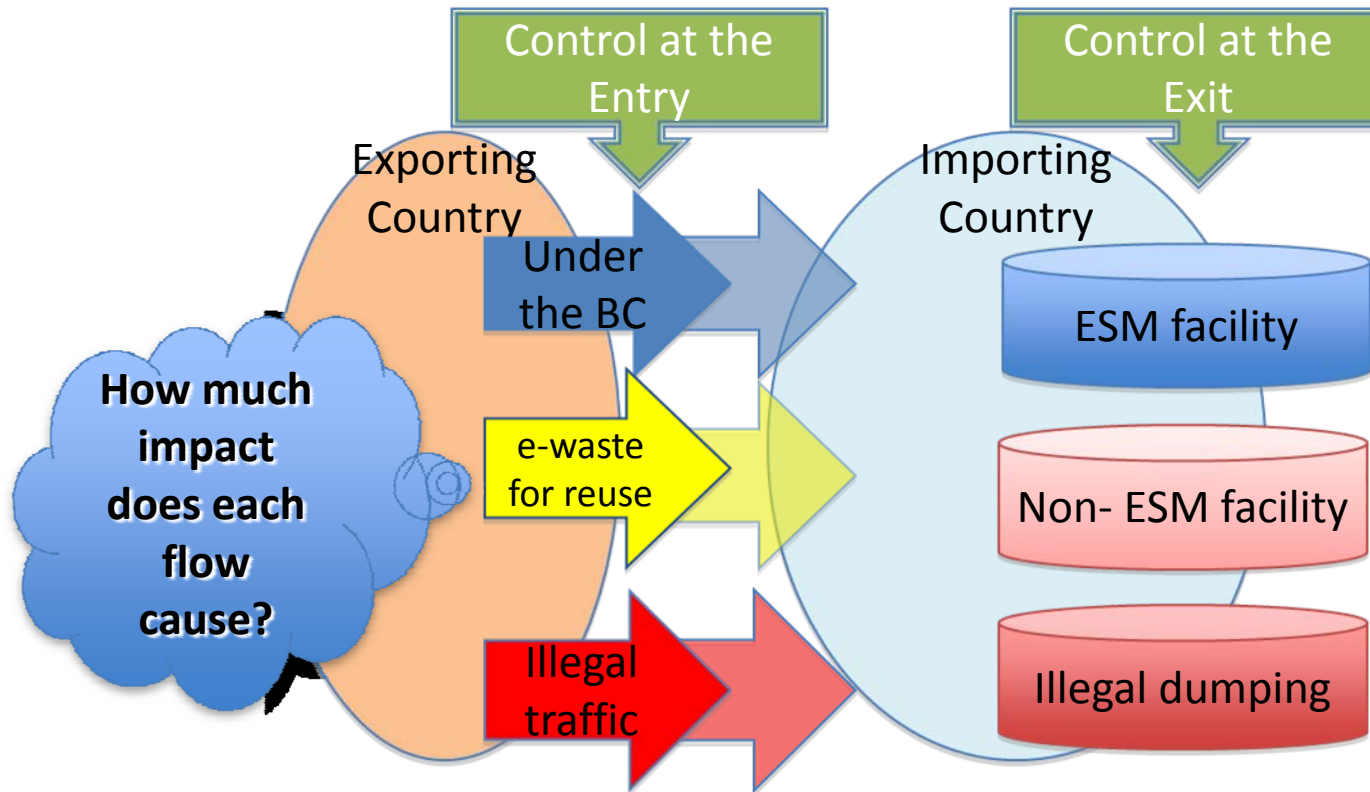 Control at the
Entry
Control at the
Exit
Exporting
Country
Importing
Country
Under
the BC
ESM facility
How much
impact
does each
flow
cause?
e-waste
for reuse
Non- ESM facility
Illegal
traffic
Illegal dumping